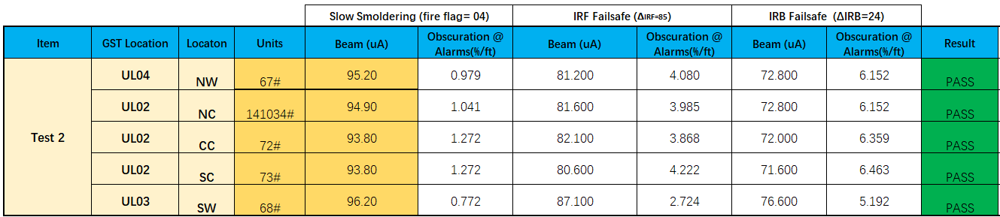 Slow Smoldering (fire flag= 04) IRF Failsafe (ΔIRF=85) IRB Failsafe (ΔIRB=24)
Item GST Location Locaton Units Beam (uA) Obscuration @ Alarms(%/ft) Beam (uA) Obscuration @ Alarms(%/ft) Beam (uA) Obscuration @ Alarms(%/ft) Result
Test 2
UL04 NW 67# 95.20 0.979 81.200 4.080 72.800 6.152 PASS
UL02 NC 141034# 94.90 1.041 81.600 3.985 72.800 6.152 PASS
UL02 CC 72# 93.80 1.272 82.100 3.868 72.000 6.359 PASS
UL02 SC 73# 93.80 1.272 80.600 4.222 71.600 6.463 PASS
UL03 SW 68# 96.20 0.772 87.100 2.724 76.600 5.192 PASS